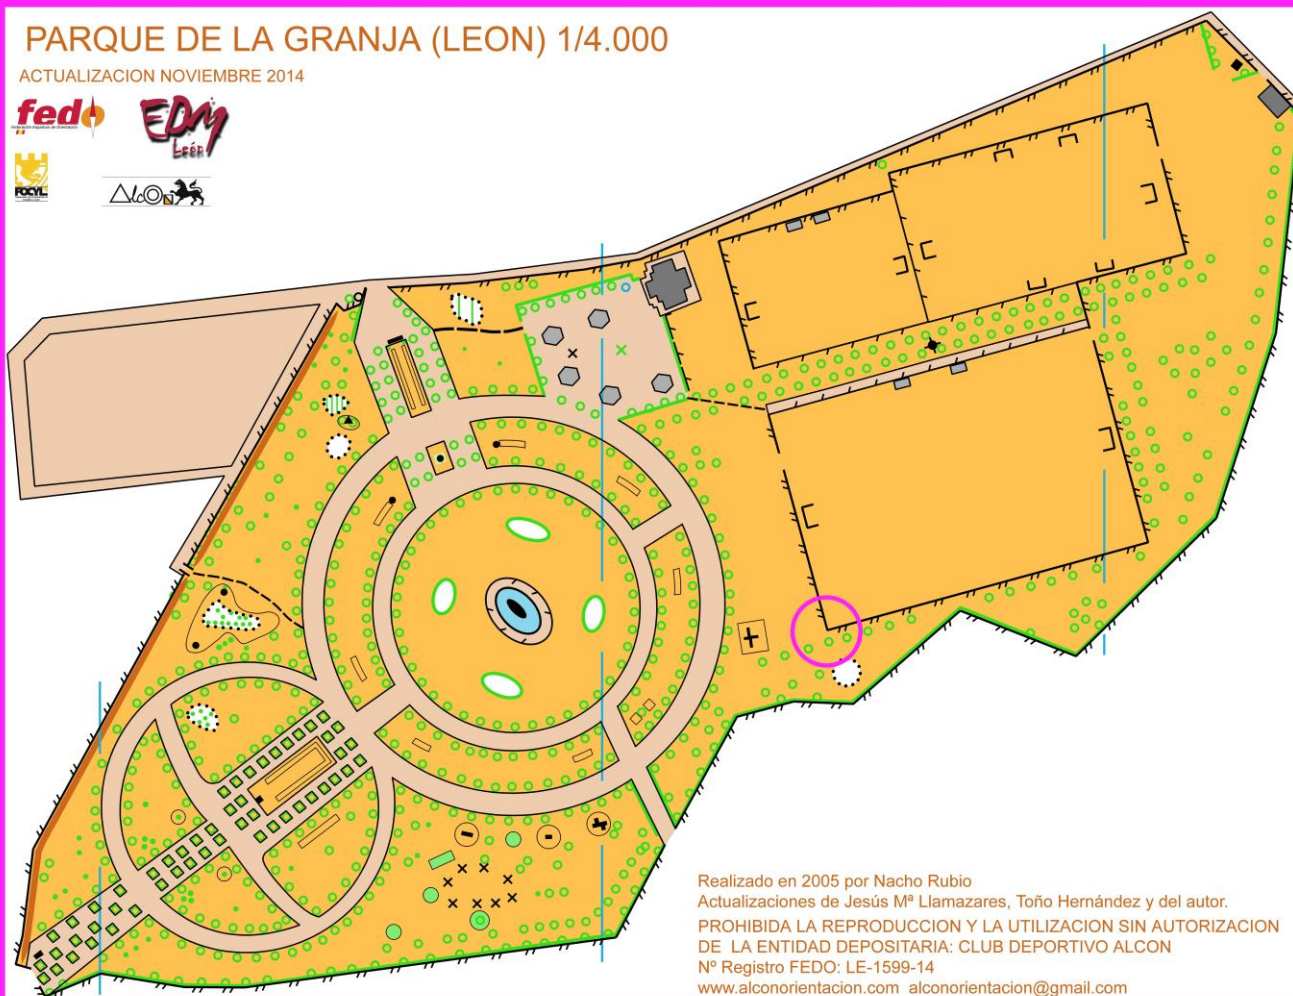 PARQUE DE LA GRANJA (LEON) 1/4.000
ACTUALIZACION NOVIEMBRE 2014
fedo
EDM
León
FOCYL
AlcON
Realizado en 2005 por Nacho Rubio
Actualizaciones de Jesús Mª Llamazares, Toño Hernández y del autor.
PROHIBIDA LA REPRODUCCION Y LA UTILIZACION SIN AUTORIZACION
DE LA ENTIDAD DEPOSITARIA: CLUB DEPORTIVO ALCON
Nº Registro FEDO: LE-1599-14
www.alconorientacion.com alconorientacion@gmail.com